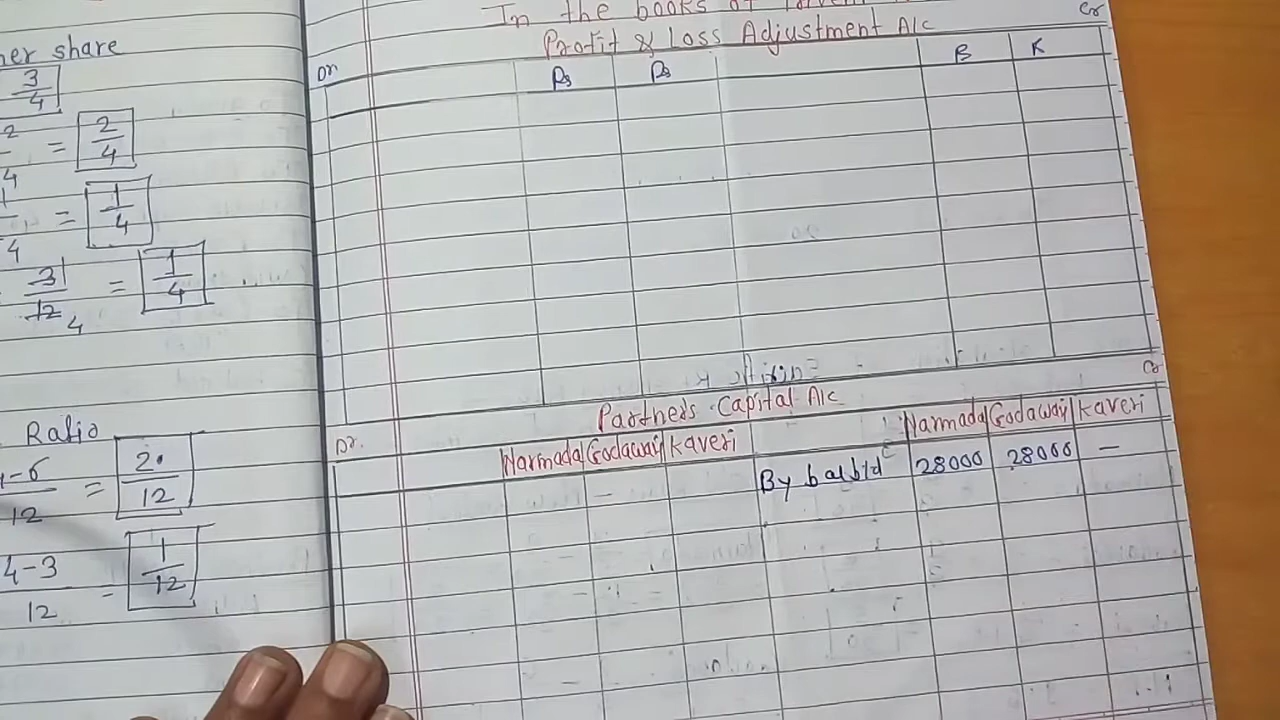 ner share
3/4
2/4 = 2/4
1/4 = 1/4
3/12 4 = 1/4
Ratio
4-6/12 = 2/12
4-3/12 = 1/12
In the books of
Profit & Loss Adjustment A/c
Dr Cr
Rs Rs R K
Partners Capital A/c
Dr. Cr
Narmada Godawari Kaveri Narmada Godawari Kaveri
By bal b/d 28000 28000 —